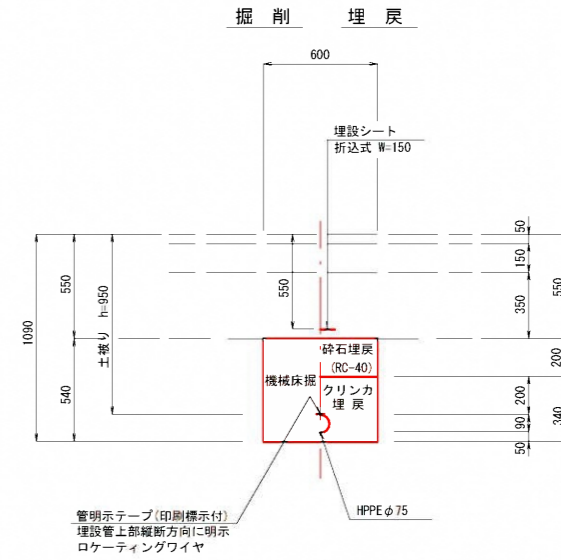 掘 削 埋 戻
600
埋設シート
折込式 W=150
50
150
350
550
200
200
340
90
50
1090
550
540
土被り h=950
550
砕石埋戻
(RC-40)
機械床掘
クリンカ
埋 戻
管明示テープ(印刷標示付)
埋設管上部縦断方向に明示
ロケーティングワイヤ
HPPEφ75